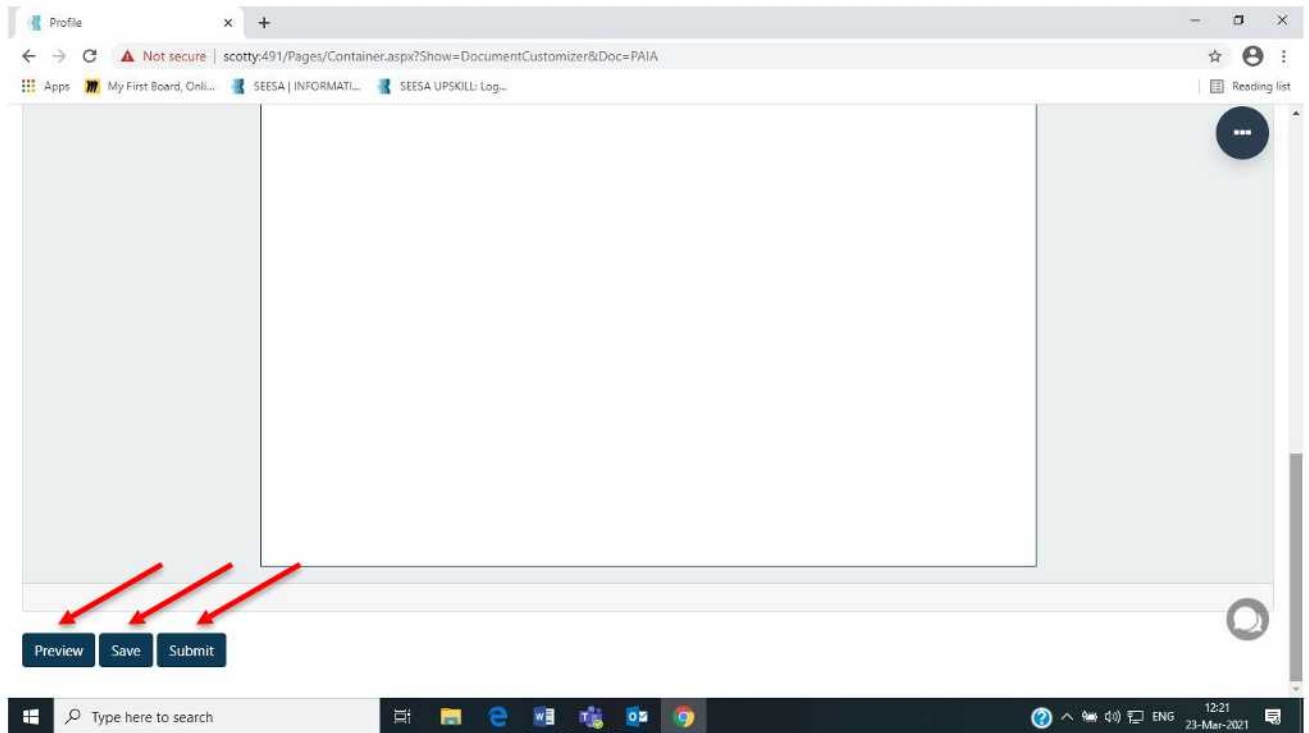 Profile
Not secure | scotty:491/Pages/Container.aspx?Show=DocumentCustomizer&Doc=PAIA
Apps My First Board, Onli... SEESA | INFORMATI... SEESA UPSKILL: Log... Reading list
Preview Save Submit
Type here to search ENG 12:21
23-Mar-2021